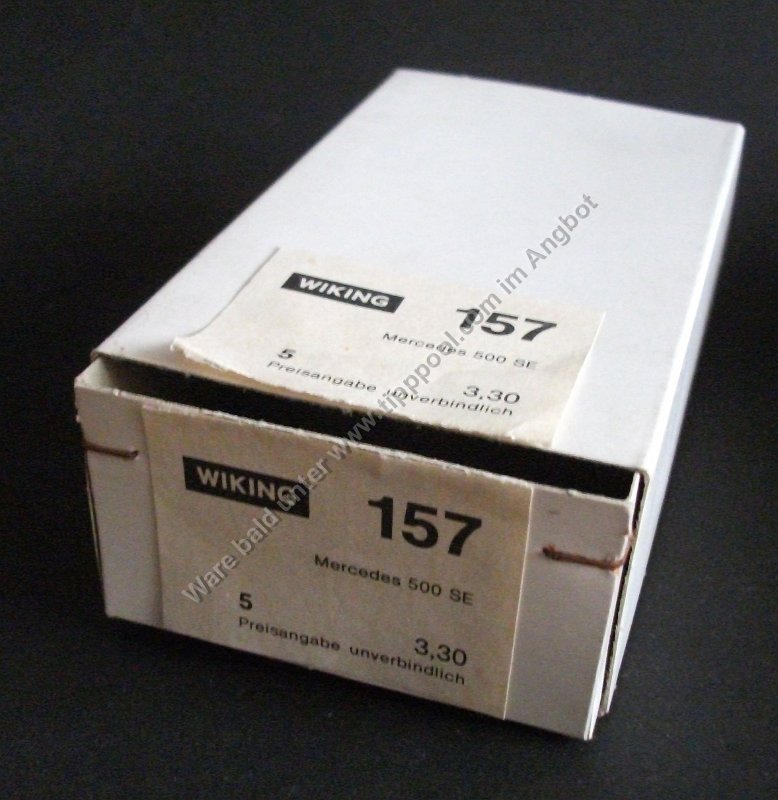 WIKING
157
Mercedes 500 SE
5
3,30
Preisangabe unverbindlich
WIKING
157
Mercedes 500 SE
5
3,30
Preisangabe unverbindlich
Ware bald unter www.tipppoel.com im Angbot